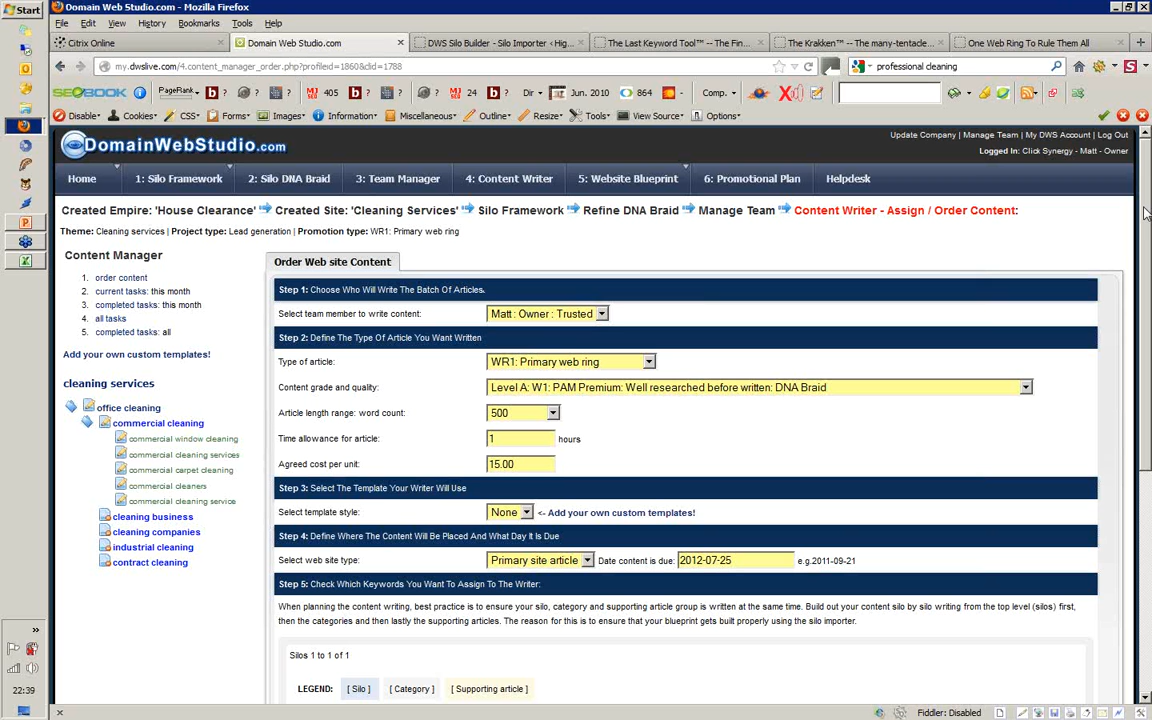 Start
Domain Web Studio.com - Mozilla Firefox
File Edit View History Bookmarks Tools Help
Citrix Online
Domain Web Studio.com
DWS Silo Builder - Silo Importer < Hig...
The Last Keyword Tool™ -- The Fin...
The Krakken™ -- The many-tentacle...
One Web Ring To Rule Them All
my.dwslive.com/4.content_manager_order.php?profileid=1860&did=1788
professional cleaning
SEOBOOK PageRank ? ? 405 ? ? 24 ? Dir Jun. 2010 864 Comp.
Disable Cookies CSS Forms Images Information Miscellaneous Outline Resize Tools View Source Options
DomainWebStudio.com
Update Company | Manage Team | My DWS Account | Log Out
Logged In: Click Synergy - Matt - Owner
Home 1: Silo Framework 2: Silo DNA Braid 3: Team Manager 4: Content Writer 5: Website Blueprint 6: Promotional Plan Helpdesk
Created Empire: 'House Clearance' Created Site: 'Cleaning Services' Silo Framework Refine DNA Braid Manage Team Content Writer - Assign / Order Content:
Theme: Cleaning services | Project type: Lead generation | Promotion type: WR1: Primary web ring
Content Manager
1. order content
2. current tasks: this month
3. completed tasks: this month
4. all tasks
5. completed tasks: all
Add your own custom templates!
cleaning services
office cleaning
commercial cleaning
commercial window cleaning
commercial cleaning services
commercial carpet cleaning
commercial cleaners
commercial cleaning service
cleaning business
cleaning companies
industrial cleaning
contract cleaning
Order Web site Content
Step 1: Choose Who Will Write The Batch Of Articles.
Select team member to write content: Matt : Owner : Trusted
Step 2: Define The Type Of Article You Want Written
Type of article: WR1: Primary web ring
Content grade and quality: Level A: W1: PAM Premium: Well researched before written: DNA Braid
Article length range: word count: 500
Time allowance for article: 1 hours
Agreed cost per unit: 15.00
Step 3: Select The Template Your Writer Will Use
Select template style: None <- Add your own custom templates!
Step 4: Define Where The Content Will Be Placed And What Day It Is Due
Select web site type: Primary site article Date content is due: 2012-07-25 e.g.2011-09-21
Step 5: Check Which Keywords You Want To Assign To The Writer:
When planning the content writing, best practice is to ensure your silo, category and supporting article group is written at the same time. Build out your content silo by silo writing from the top level (silos) first,
then the categories and then lastly the supporting articles. The reason for this is to ensure that your blueprint gets built properly using the silo importer.
Silos 1 to 1 of 1
LEGEND: [ Silo ] [ Category ] [ Supporting article ]
22:39
Fiddler: Disabled